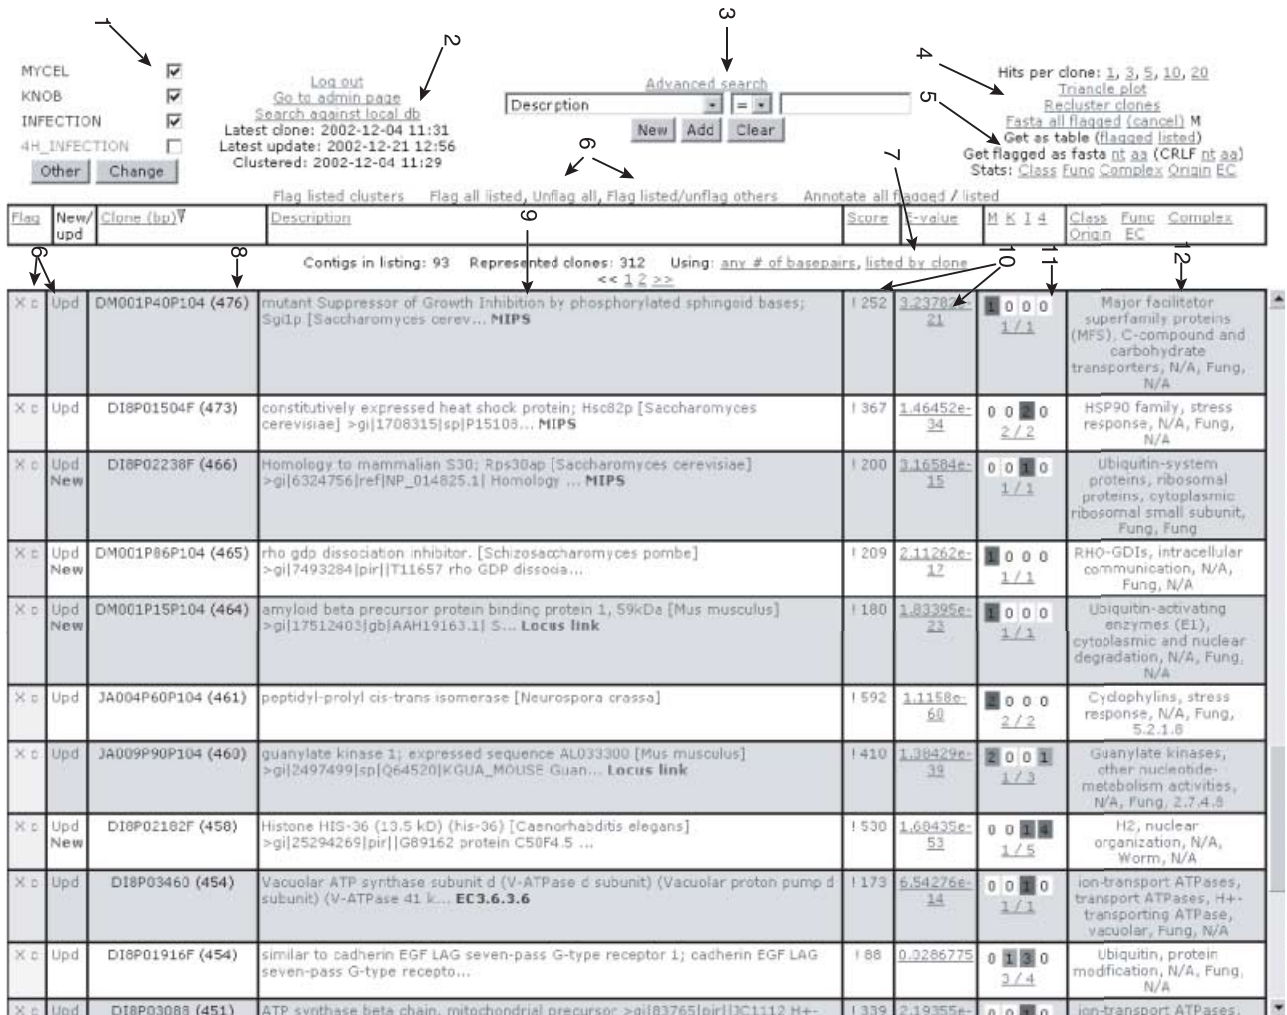 1
2
3
4
5
6
7
MYCEL
KNOB
INFECTION
4H_INFECTION
Other Change
Log out
Go to admin page
Search against local db
Latest clone: 2002-12-04 11:31
Latest update: 2002-12-21 12:56
Clustered: 2002-12-04 11:29
Advanced search
Descrption =
New Add Clear
Hits per clone: 1, 3, 5, 10, 20
Triangle plot
Recluster clones
Fasta all flagged (cancel) M
Get as table (flagged listed)
Get flagged as fasta nt aa (CRLF nt aa)
Stats: Class Func Complex Origin EC
Flag listed clusters Flag all listed, Unflag all, Flag listed/unflag others Annotate all flagged / listed
Flag New/upd Clone (bp) Description Score E-value M K I 4 Class Func Complex Origin EC
6 8 9 10 11 12
Contigs in listing: 93 Represented clones: 312 Using: any # of basepairs, listed by clone
<< 1 2 >>
X c Upd DM001P40P104 (476) mutant Suppressor of Growth Inhibition by phosphorylated sphingoid bases; ! 252 1 0 0 0 Major facilitator
Sgi1p [Saccharomyces cerev... MIPS 21 1 / 1 superfamily proteins
(MFS), C-compound and
carbohydrate
transporters, N/A, Fung,
N/A
X c Upd DI8P01504F (473) constitutively expressed heat shock protein; Hsc82p [Saccharomyces ! 367 1.46452e- 0 0 2 0 HSP90 family, stress
cerevisiae] >gi|1708315|sp|P15108... MIPS 34 2 / 2 response, N/A, Fung,
N/A
X c Upd DI8P02238F (466) Homology to mammalian S30; Rps30ap [Saccharomyces cerevisiae] ! 200 3.16584e- 0 0 1 0 Ubiquitin-system
New >gi|6324756|ref|NP_014825.1| Homology ... MIPS 15 1 / 1 proteins, ribosomal
proteins, cytoplasmic
ribosomal small subunit,
Fung, Fung
X c Upd DM001P86P104 (465) rho gdp dissociation inhibitor. [Schizosaccharomyces pombe] ! 209 2.11262e- 1 0 0 0 RHO-GDIs, intracellular
New >gi|7493284|pir||T11657 rho GDP dissocia... 17 1 / 1 communication, N/A,
Fung, N/A
X c Upd DM001P15P104 (464) amyloid beta precursor protein binding protein 1, 59kDa [Mus musculus] ! 180 1.83395e- 1 0 0 0 Ubiquitin-activating
New >gi|17512403|gb|AAH19163.1| S... Locus link 23 1 / 1 enzymes (E1),
cytoplasmic and nuclear
degradation, N/A, Fung,
N/A
X c Upd JA004P60P104 (461) peptidyl-prolyl cis-trans isomerase [Neurospora crassa] ! 592 1.1158e- 2 0 0 0 Cyclophylins, stress
60 2 / 2 response, N/A, Fung,
5.2.1.8
X c Upd JA009P90P104 (460) guanylate kinase 1; expressed sequence AL033300 [Mus musculus] ! 410 1.38429e- 2 0 0 1 Guanylate kinases,
>gi|2497499|sp|Q64520|KGUA_MOUSE Guan... Locus link 39 1 / 3 other nucleotide-
metabolism activities,
N/A, Fung, 2.7.4.8
X c Upd DI8P02182F (458) Histone HIS-36 (13.5 kD) (his-36) [Caenorhabditis elegans] ! 530 1.68435e- 0 0 1 4 H2, nuclear
New >gi|25294269|pir||G89162 protein C50F4.5 ... 53 1 / 5 organization, N/A,
Worm, N/A
X c Upd DI8P03460 (454) Vacuolar ATP synthase subunit d (V-ATPase d subunit) (Vacuolar proton pump d ! 173 6.54276e- 0 0 1 0 ion-transport ATPases,
subunit) (V-ATPase 41 k... EC3.6.3.6 14 1 / 1 transport ATPases, H+-
transporting ATPase,
vacuolar, Fung, N/A
X c Upd DI8P01916F (454) similar to cadherin EGF LAG seven-pass G-type receptor 1; cadherin EGF LAG ! 88 0.0286775 0 1 3 0 Ubiquitin, protein
seven-pass G-type recepto... 3 / 4 modification, N/A, Fung,
N/A
X c Upd DI8P03088 (451) ATP synthase beta chain, mitochondrial precursor >gi|83765|pir||JC1112 H+- ! 339 2.19355e- 0 0 1 0 ion-transport ATPases,